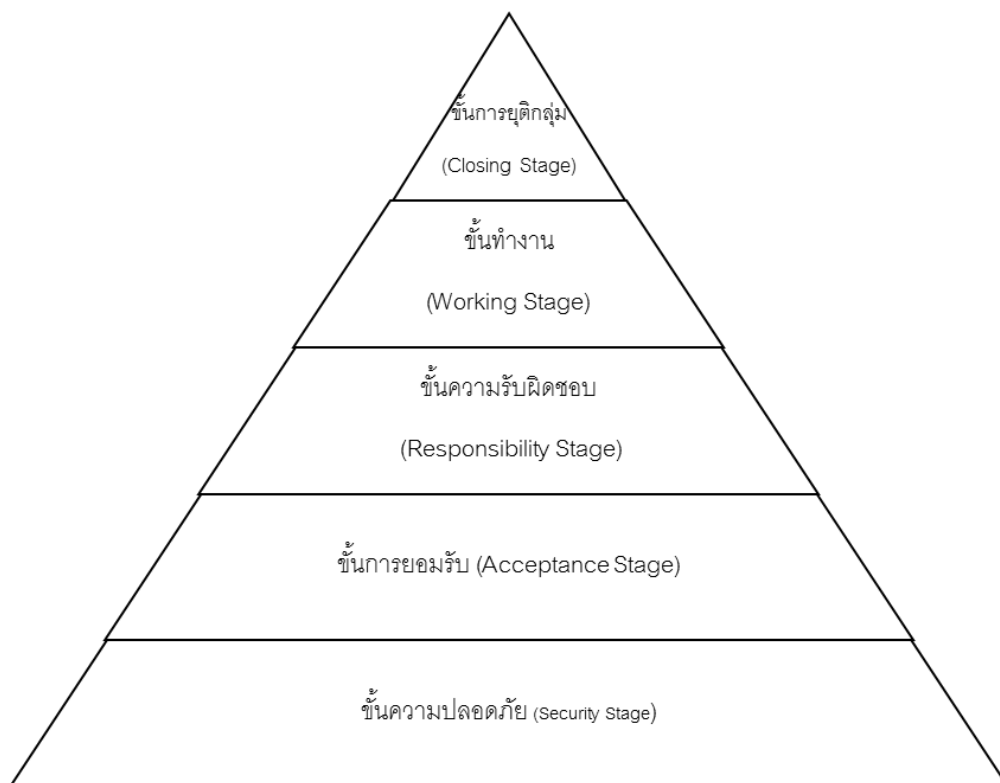 ขั้นการยุติกลุ่ม
(Closing Stage)
ขั้นทำงาน
(Working Stage)
ขั้นความรับผิดชอบ
(Responsibility Stage)
ขั้นการยอมรับ (Acceptance Stage)
ขั้นความปลอดภัย (Security Stage)